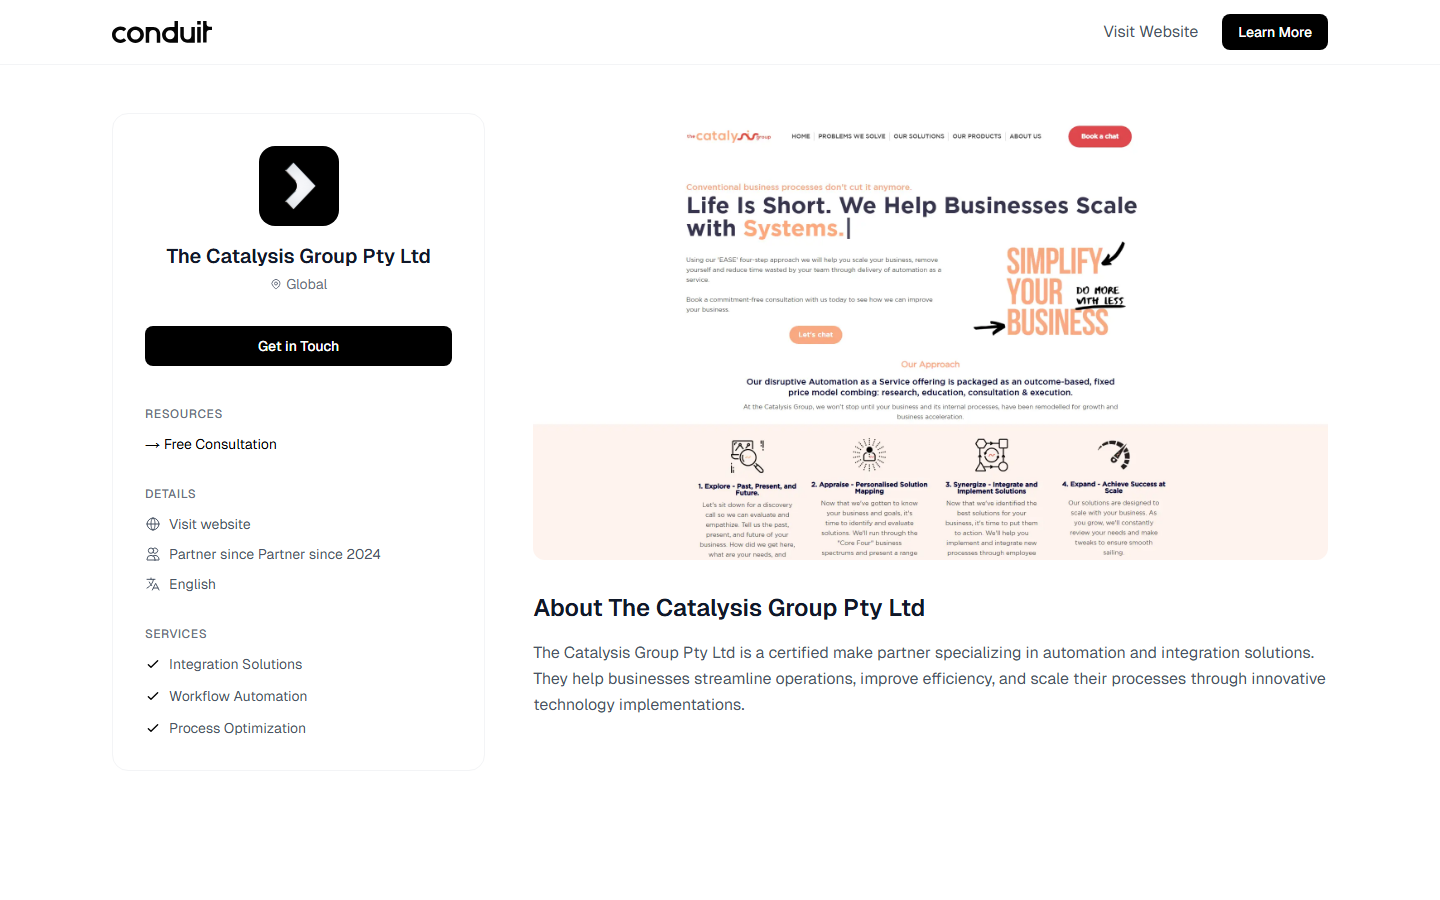 conduit
Visit Website
Learn More
The Catalysis Group Pty Ltd
Global
Get in Touch
RESOURCES
→ Free Consultation
DETAILS
Visit website
Partner since Partner since 2024
English
SERVICES
Integration Solutions
Workflow Automation
Process Optimization
the catalysis group
HOME
PROBLEMS WE SOLVE
OUR SOLUTIONS
OUR PRODUCTS
ABOUT US
Book a chat
Conventional business processes don't cut it anymore.
Life Is Short. We Help Businesses Scale
with Systems.|
Using our 'EASE' four-step approach we will help you scale your business, remove
yourself and reduce time wasted by your team through delivery of automation as a
service.
Book a commitment-free consultation with us today to see how we can improve
your business.
Let's chat
SIMPLIFY
YOUR
BUSINESS
DO MORE
WITH LESS
Our Approach
Our disruptive Automation as a Service offering is packaged as an outcome-based, fixed
price model combing: research, education, consultation & execution.
At the Catalysis Group, we won't stop until your business and its internal processes, have been remodelled for growth and
business acceleration.
1. Explore - Past, Present, and
Future.
Let's sit down for a discovery
call so we can evaluate and
empathize. Tell us the past,
present, and future of your
business. How did we get here,
what are your needs, and
2. Appraise - Personalised Solution
Mapping
Now that we've gotten to know
your business and goals, it's
time to identify and evaluate
solutions. We'll run through the
"Core Four" business
spectrums and present a range
3. Synergize - Integrate and
Implement Solutions
Now that we've identified the
best solutions for your
business, it's time to put them
to action. We'll help you
implement and integrate new
processes through employee
4. Expand - Achieve Success at
Scale
Our solutions are designed to
scale with your business. As
you grow, we'll constantly
review your needs and make
tweaks to ensure smooth
sailing.
About The Catalysis Group Pty Ltd
The Catalysis Group Pty Ltd is a certified make partner specializing in automation and integration solutions.
They help businesses streamline operations, improve efficiency, and scale their processes through innovative
technology implementations.